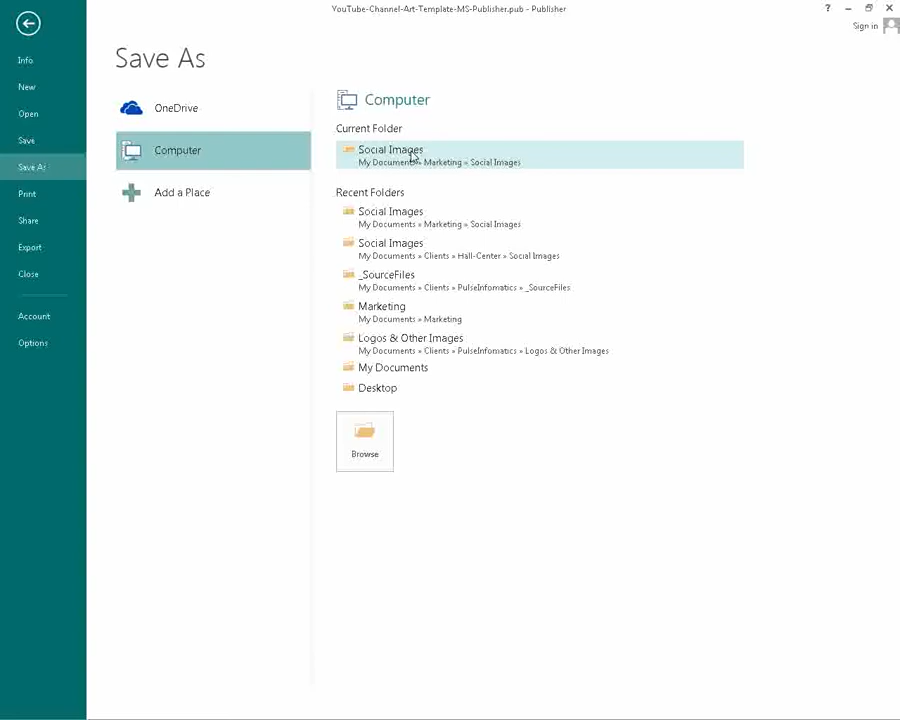 YouTube-Channel-Art-Template-MS-Publisher.pub - Publisher
?
Sign in
Info
New
Open
Save
Save As
Print
Share
Export
Close
Account
Options
Save As
OneDrive
Computer
Add a Place
Computer
Current Folder
Social Images
My Documents » Marketing » Social Images
Recent Folders
Social Images
My Documents » Marketing » Social Images
Social Images
My Documents » Clients » Hall-Center » Social Images
_SourceFiles
My Documents » Clients » PulseInfomatics » _SourceFiles
Marketing
My Documents » Marketing
Logos & Other Images
My Documents » Clients » PulseInfomatics » Logos & Other Images
My Documents
Desktop
Browse